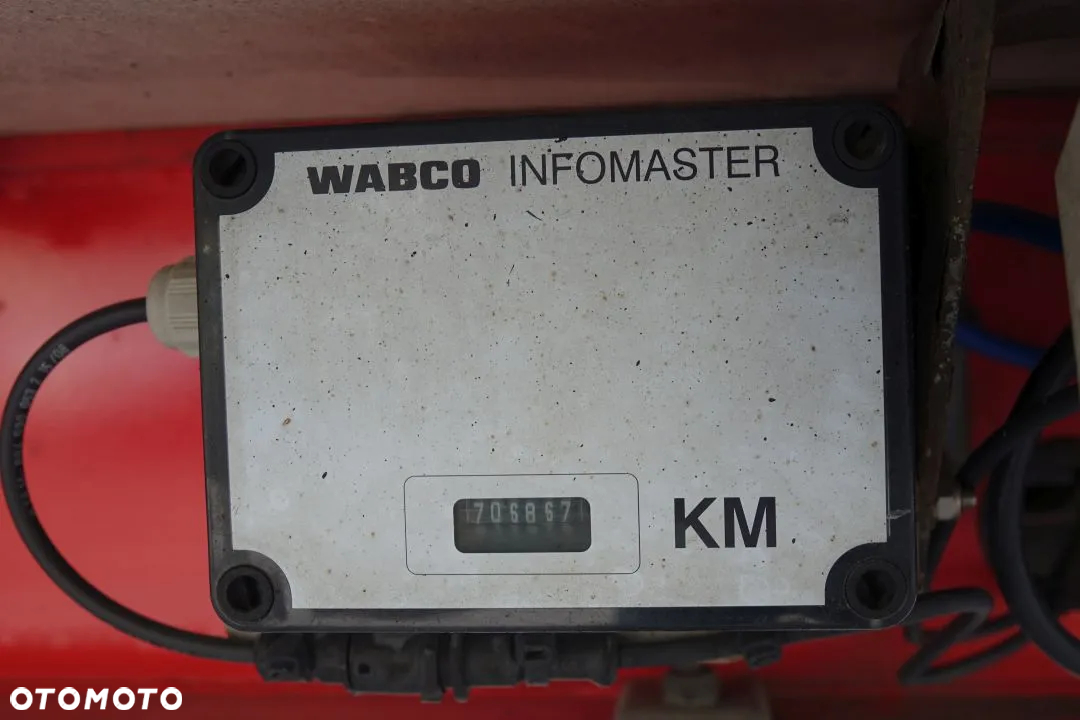 WABCO INFOMASTER
706867
KM
OTOMOTO